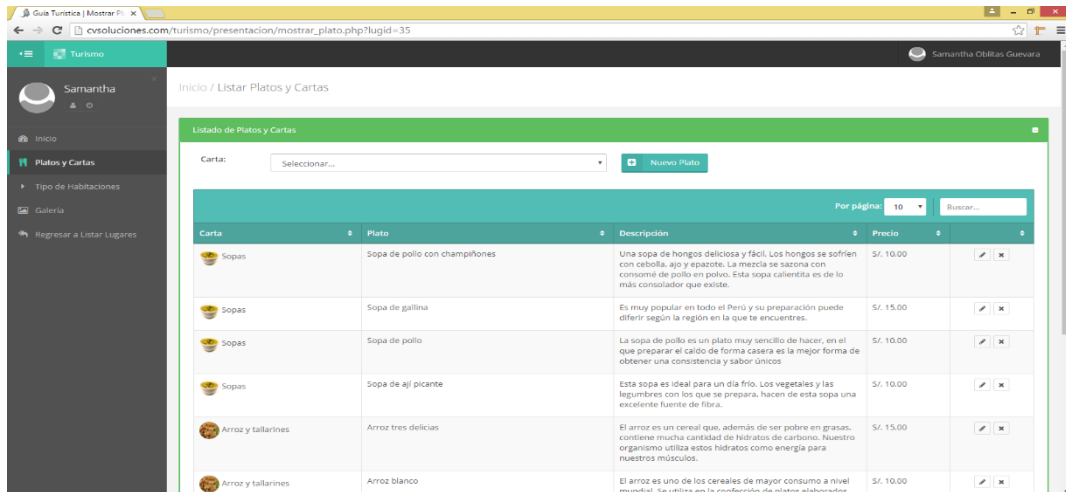 Guia Turistica | Mostrar Pl
cvsoluciones.com/turismo/presentacion/mostrar_plato.php?lugid=35
Turismo
Samantha Oblitas Guevara
Samantha
Inicio / Listar Platos y Cartas
Inicio
Platos y Cartas
Tipo de Habitaciones
Galería
Regresar a Listar Lugares
Listado de Platos y Cartas
Carta:
Seleccionar...
Nuevo Plato
Por página:
10
Buscar...
Carta
Plato
Descripción
Precio
Sopas
Sopa de pollo con champiñones
Una sopa de hongos deliciosa y fácil. Los hongos se sofríen
con cebolla, ajo y epazote. La mezcla se sazona con
consomé de pollo en polvo. Esta sopa calientita es de lo
más consolador que existe.
S/. 10.00
Sopas
Sopa de gallina
Es muy popular en todo el Perú y su preparación puede
diferir según la región en la que te encuentres.
S/. 15.00
Sopas
Sopa de pollo
La sopa de pollo es un plato muy sencillo de hacer, en el
que preparar el caldo de forma casera es la mejor forma de
obtener una consistencia y sabor únicos
S/. 10.00
Sopas
Sopa de ají picante
Esta sopa es ideal para un día frío. Los vegetales y las
legumbres con los que se prepara, hacen de esta sopa una
excelente fuente de fibra.
S/. 10.00
Arroz y tallarines
Arroz tres delicias
El arroz es un cereal que, además de ser pobre en grasas,
contiene mucha cantidad de hidratos de carbono. Nuestro
organismo utiliza estos hidratos como energía para
nuestros músculos.
S/. 15.00
Arroz y tallarines
Arroz blanco
El arroz es uno de los cereales de mayor consumo a nivel
mundial. Se utiliza en la confección de platos elaborados
S/. 10.00